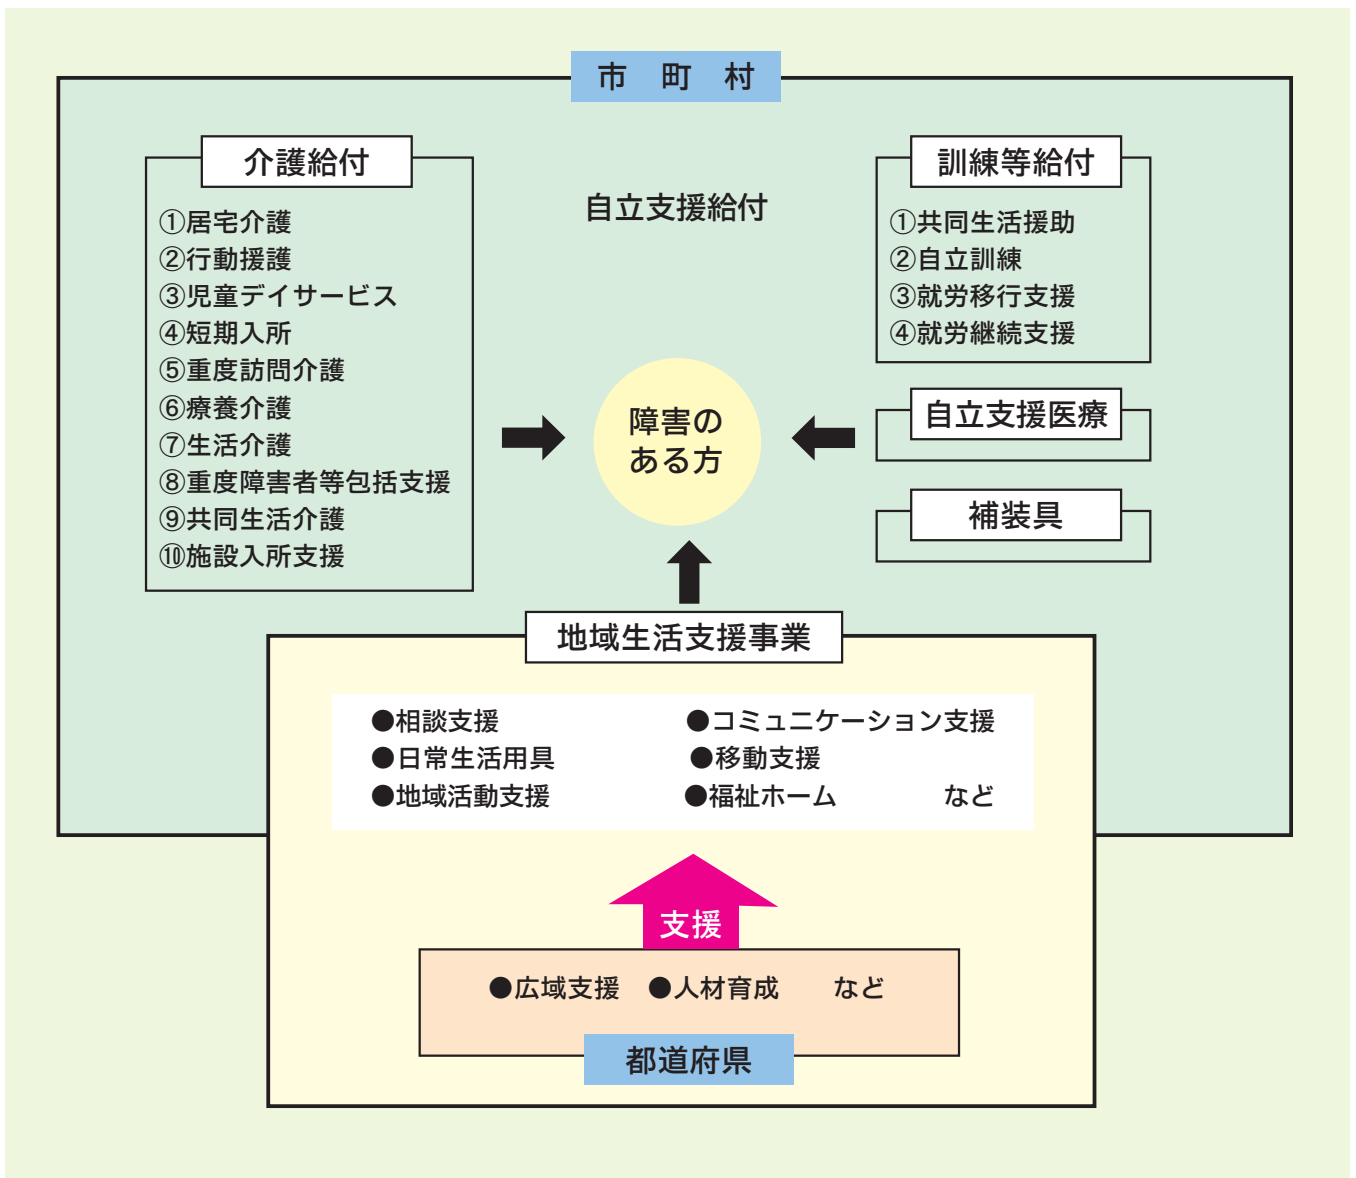 市 町 村
介護給付
①居宅介護
②行動援護
③児童デイサービス
④短期入所
⑤重度訪問介護
⑥療養介護
⑦生活介護
⑧重度障害者等包括支援
⑨共同生活介護
⑩施設入所支援
自立支援給付
訓練等給付
①共同生活援助
②自立訓練
③就労移行支援
④就労継続支援
自立支援医療
補装具
障害の
ある方
地域生活支援事業
●相談支援 ●コミュニケーション支援
●日常生活用具 ●移動支援
●地域活動支援 ●福祉ホーム など
支援
●広域支援 ●人材育成 など
都道府県